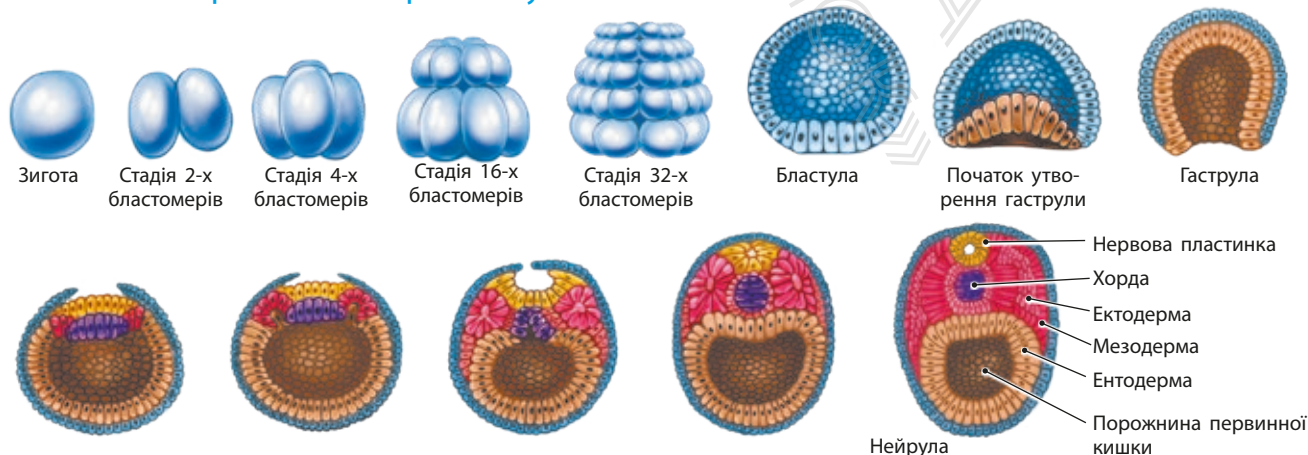 Зигота
Стадія 2-х
бластомерів
Стадія 4-х
бластомерів
Стадія 16-х
бластомерів
Стадія 32-х
бластомерів
Бластула
Початок утво-
рення гаструли
Гаструла
Нервова пластинка
Хорда
Ектодерма
Мезодерма
Ентодерма
Порожнина первинної
кишки
Нейрула